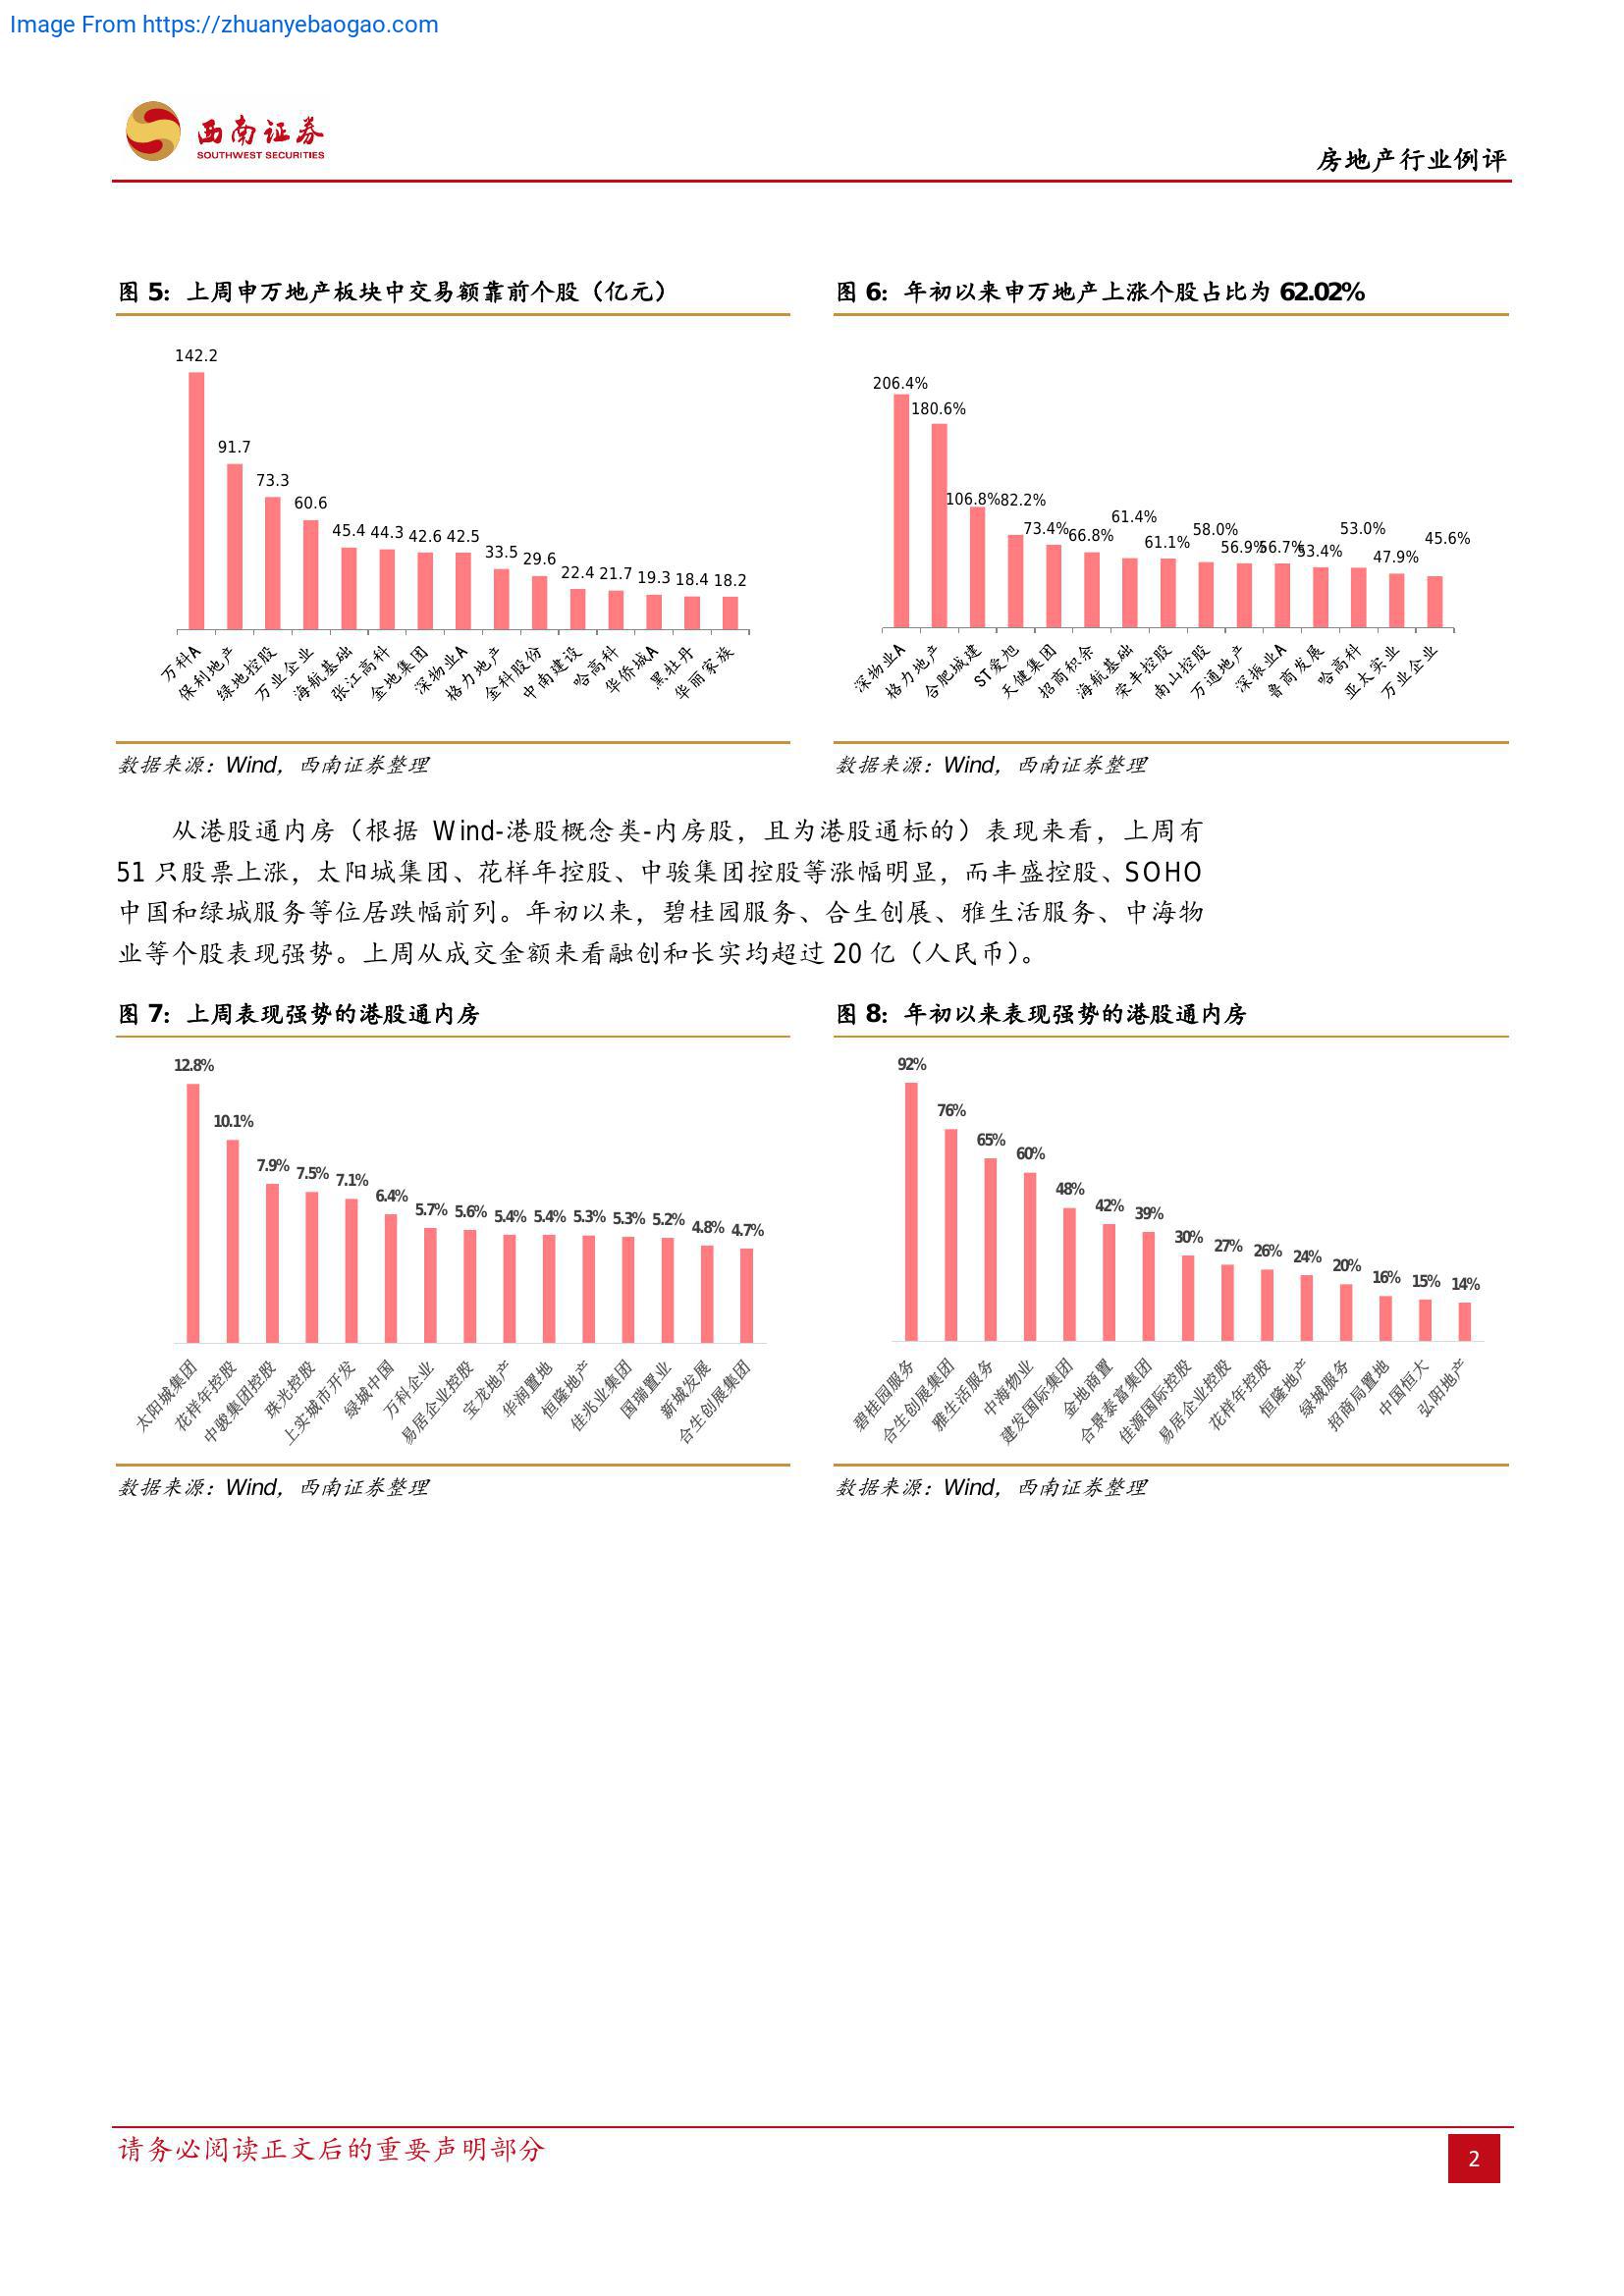 Image From https://zhuanyebaogao.com
西南证券
SOUTHWEST SECURITIES
房地产行业例评
图 5：上周申万地产板块中交易额靠前个股（亿元）
142.2
91.7
73.3
60.6
45.4 44.3 42.6 42.5
33.5 29.6
22.4 21.7 19.3 18.4 18.2
万科A 保利地产 绿地控股 万业企业 海航基础 张江高科 金地集团 深物业A 格力地产 金科股份 中南建设 哈高科 华侨城A 黑牡丹 华丽家族
数据来源：Wind，西南证券整理
图 6：年初以来申万地产上涨个股占比为 62.02%
206.4%
180.6%
106.8% 82.2%
73.4% 66.8% 61.4% 61.1% 58.0% 56.9% 56.7% 53.4% 53.0% 47.9% 45.6%
深物业A 格力地产 合肥城建 ST爱旭 天健集团 招商积余 海航基础 荣丰控股 南山控股 万通地产 深振业A 鲁商发展 哈高科 亚太实业 万业企业
数据来源：Wind，西南证券整理
从港股通内房（根据 Wind-港股概念类-内房股，且为港股通标的）表现来看，上周有
51 只股票上涨，太阳城集团、花样年控股、中骏集团控股等涨幅明显，而丰盛控股、SOHO
中国和绿城服务等位居跌幅前列。年初以来，碧桂园服务、合生创展、雅生活服务、中海物
业等个股表现强势。上周从成交金额来看融创和长实均超过 20 亿（人民币）。
图 7：上周表现强势的港股通内房
12.8%
10.1%
7.9% 7.5% 7.1% 6.4% 5.7% 5.6% 5.4% 5.4% 5.3% 5.3% 5.2% 4.8% 4.7%
太阳城集团 花样年控股 中骏集团控股 珠光控股 上实城市开发 绿城中国 万科企业 易居企业控股 宝龙地产 华润置地 恒隆地产 佳兆业集团 国瑞置业 新城发展 合生创展集团
数据来源：Wind，西南证券整理
图 8：年初以来表现强势的港股通内房
92%
76%
65%
60%
48% 42% 39% 30% 27% 26% 24% 20% 16% 15% 14%
碧桂园服务 合生创展集团 雅生活服务 中海物业 建发国际集团 金地商置 合景泰富集团 佳源国际控股 易居企业控股 花样年控股 恒隆地产 绿城服务 招商局置地 中国恒大 弘阳地产
数据来源：Wind，西南证券整理
请务必阅读正文后的重要声明部分
2